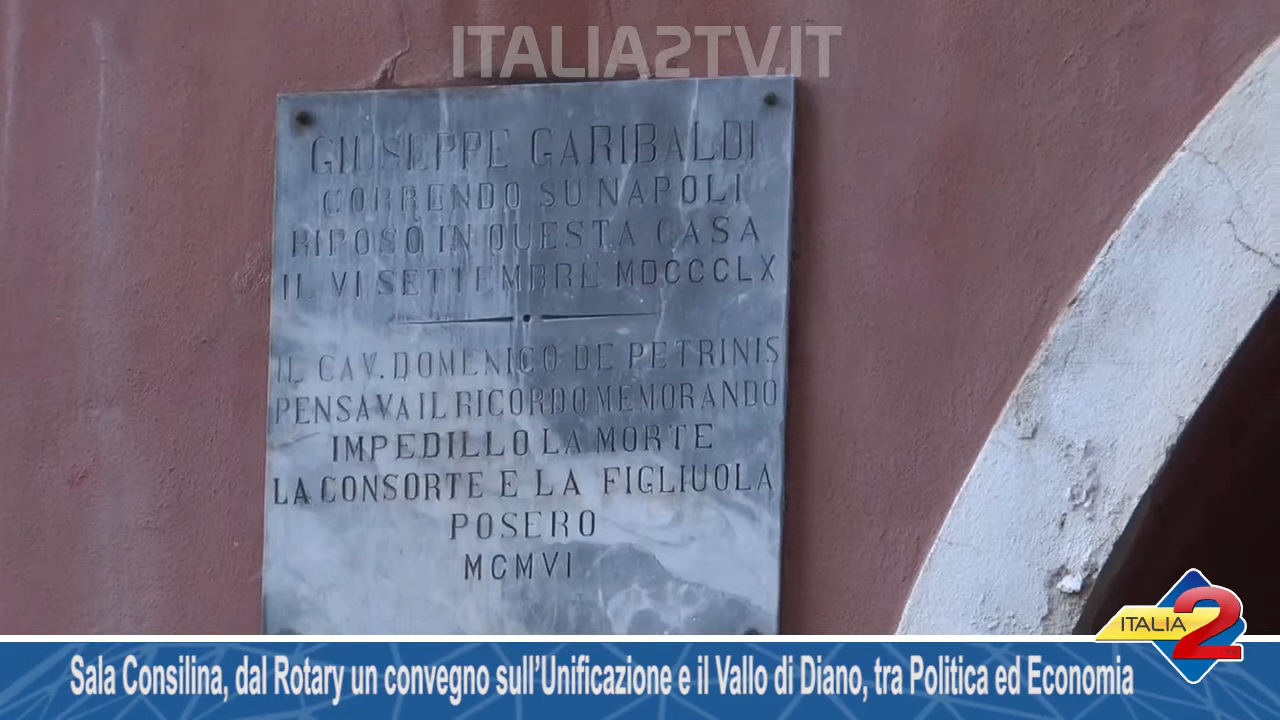 ITALIA2TV.IT
GIUSEPPE GARIBALDI
CORRENDO SU NAPOLI
RIPOSO IN QUESTA CASA
IL VI SETTEMBRE MDCCCLX
IL CAV. DOMENICO DE PETRINIS
PENSAVA IL RICORDO MEMORANDO
IMPEDILLO LA MORTE
LA CONSORTE E LA FIGLIUOLA
POSERO
MCMVI
ITALIA 2
Sala Consilina, dal Rotary un convegno sull'Unificazione e il Vallo di Diano, tra Politica ed Economia